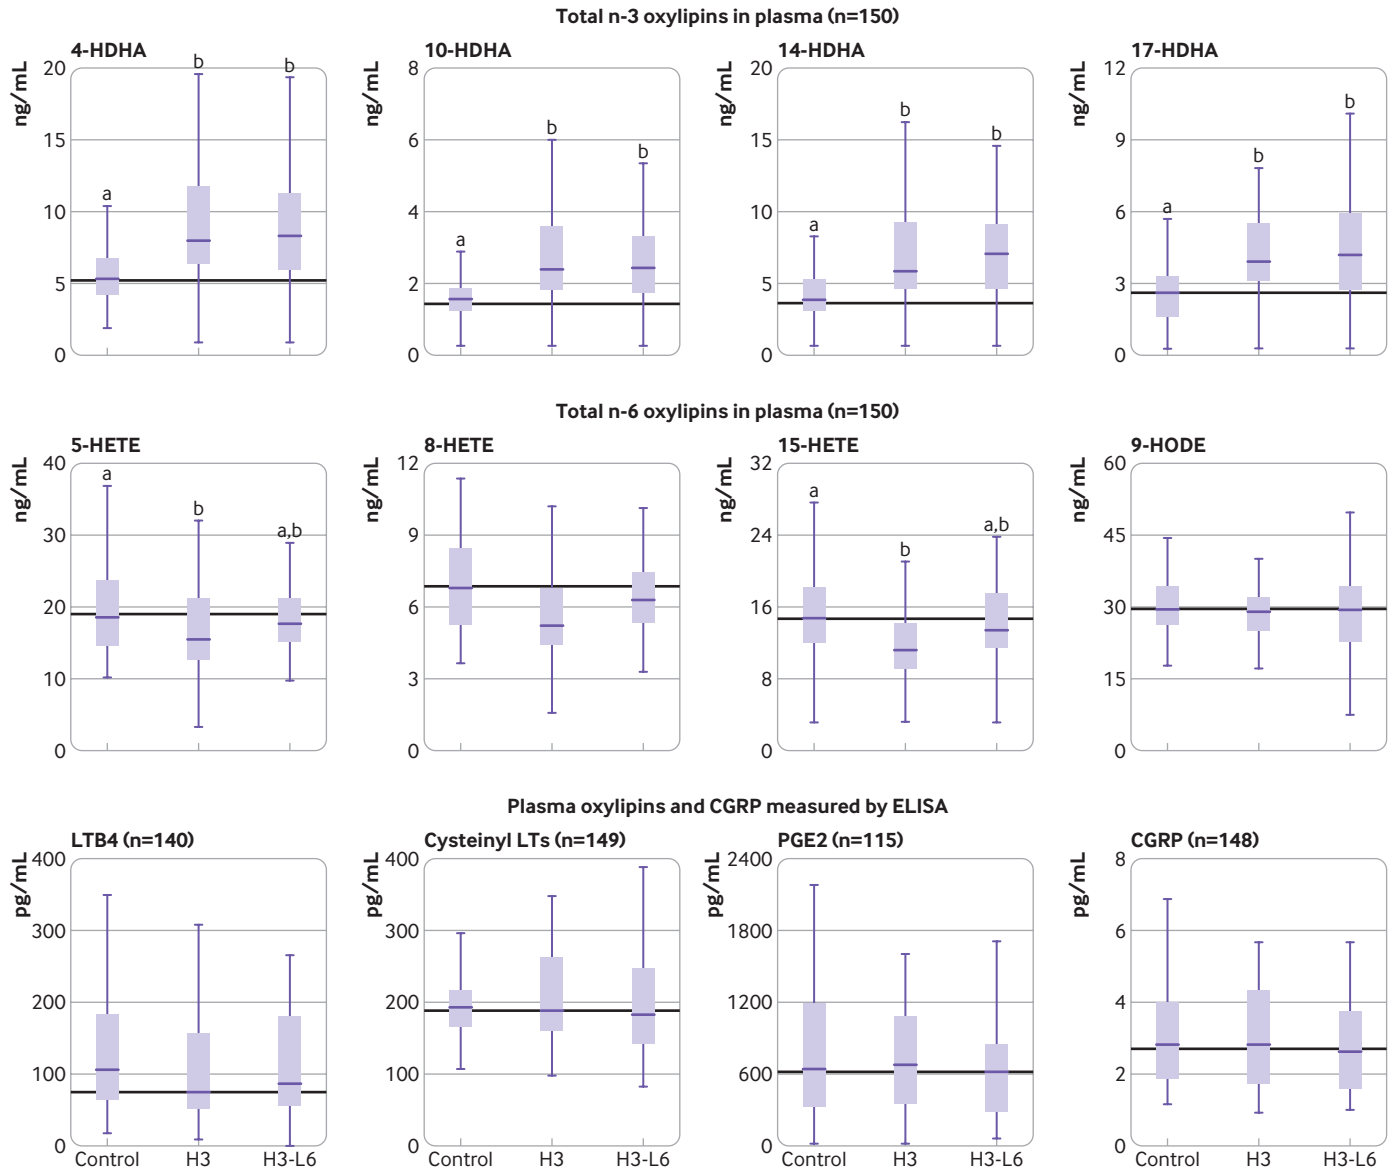 Total n-3 oxylipins in plasma (n=150)
4-HDHA
ng/mL
20
15
10
5
0
a
b
b
10-HDHA
ng/mL
8
6
4
2
0
a
b
b
14-HDHA
ng/mL
20
15
10
5
0
a
b
b
17-HDHA
ng/mL
12
9
6
3
0
a
b
b
Total n-6 oxylipins in plasma (n=150)
5-HETE
ng/mL
40
30
20
10
0
a
b
a,b
8-HETE
ng/mL
12
9
6
3
0
15-HETE
ng/mL
32
24
16
8
0
a
b
a,b
9-HODE
ng/mL
60
45
30
15
0
Plasma oxylipins and CGRP measured by ELISA
LTB4 (n=140)
pg/mL
400
300
200
100
0
Control H3 H3-L6
Cysteinyl LTs (n=149)
pg/mL
400
300
200
100
0
Control H3 H3-L6
PGE2 (n=115)
pg/mL
2400
1800
1200
600
0
Control H3 H3-L6
CGRP (n=148)
pg/mL
8
6
4
2
0
Control H3 H3-L6